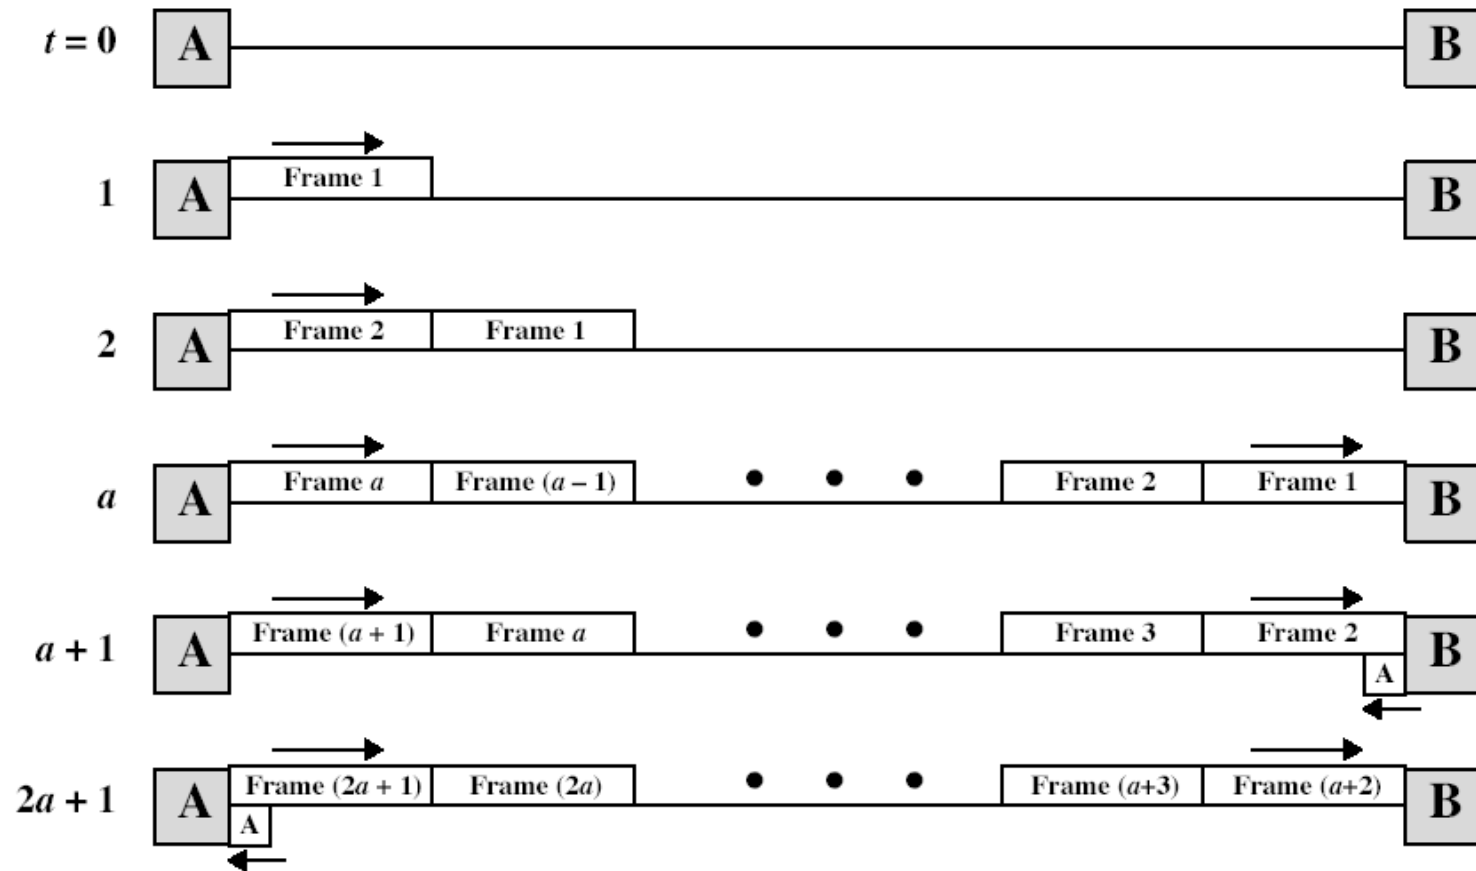 t = 0 A B
1 A Frame 1 B
2 A Frame 2 Frame 1 B
a A Frame a Frame (a – 1) • • • Frame 2 Frame 1 B
a + 1 A Frame (a + 1) Frame a • • • Frame 3 Frame 2 B
A
2a + 1 A Frame (2a + 1) Frame (2a) • • • Frame (a+3) Frame (a+2) B
A